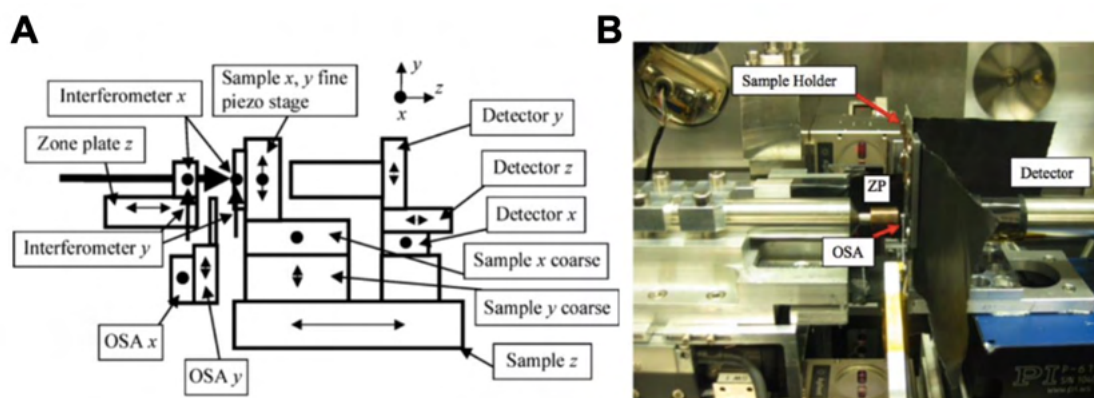 A
Interferometer x
Zone plate z
Sample x, y fine
piezo stage
y
z
x
Detector y
Detector z
Detector x
Interferometer y
Sample x coarse
Sample y coarse
OSA x
OSA y
Sample z
B
Sample Holder
ZP
Detector
OSA
PI